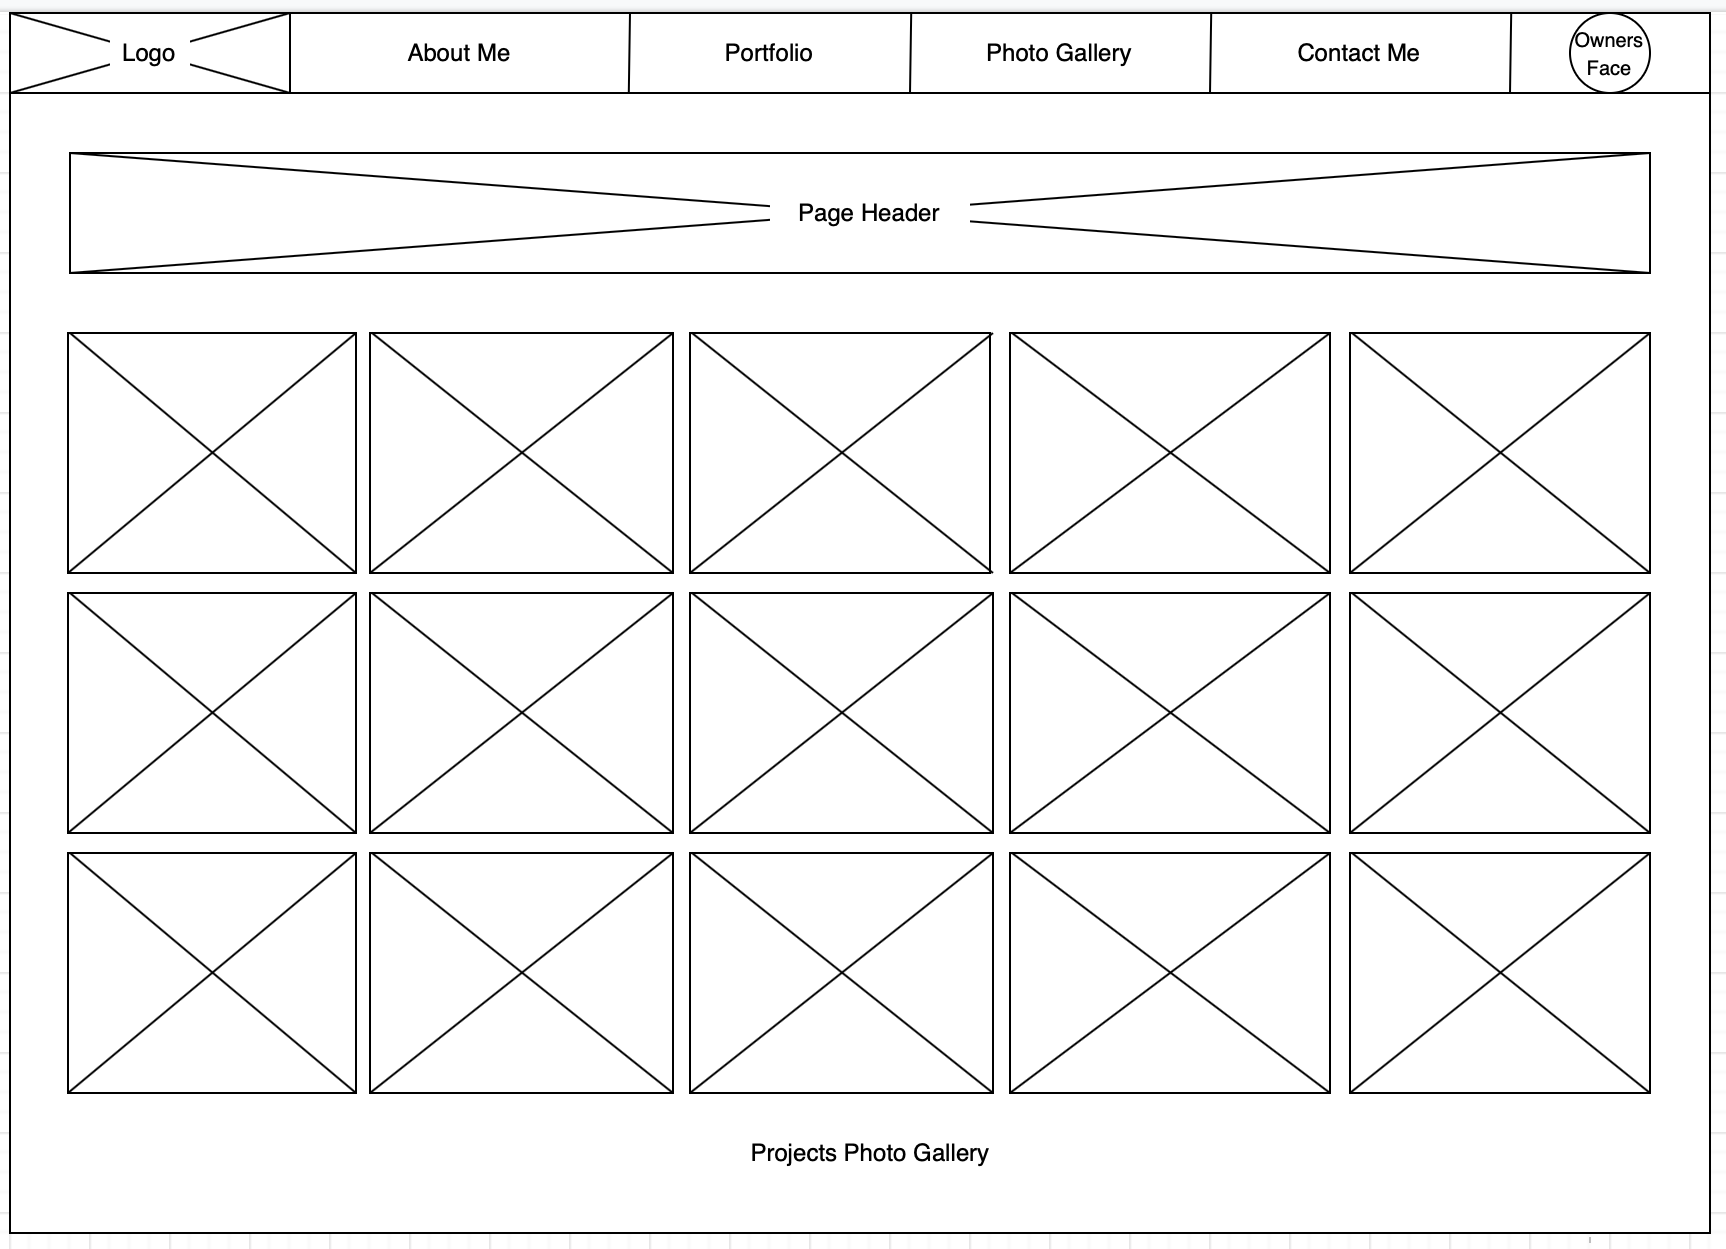 Logo
About Me
Portfolio
Photo Gallery
Contact Me
Owners
Face
Page Header
Projects Photo Gallery